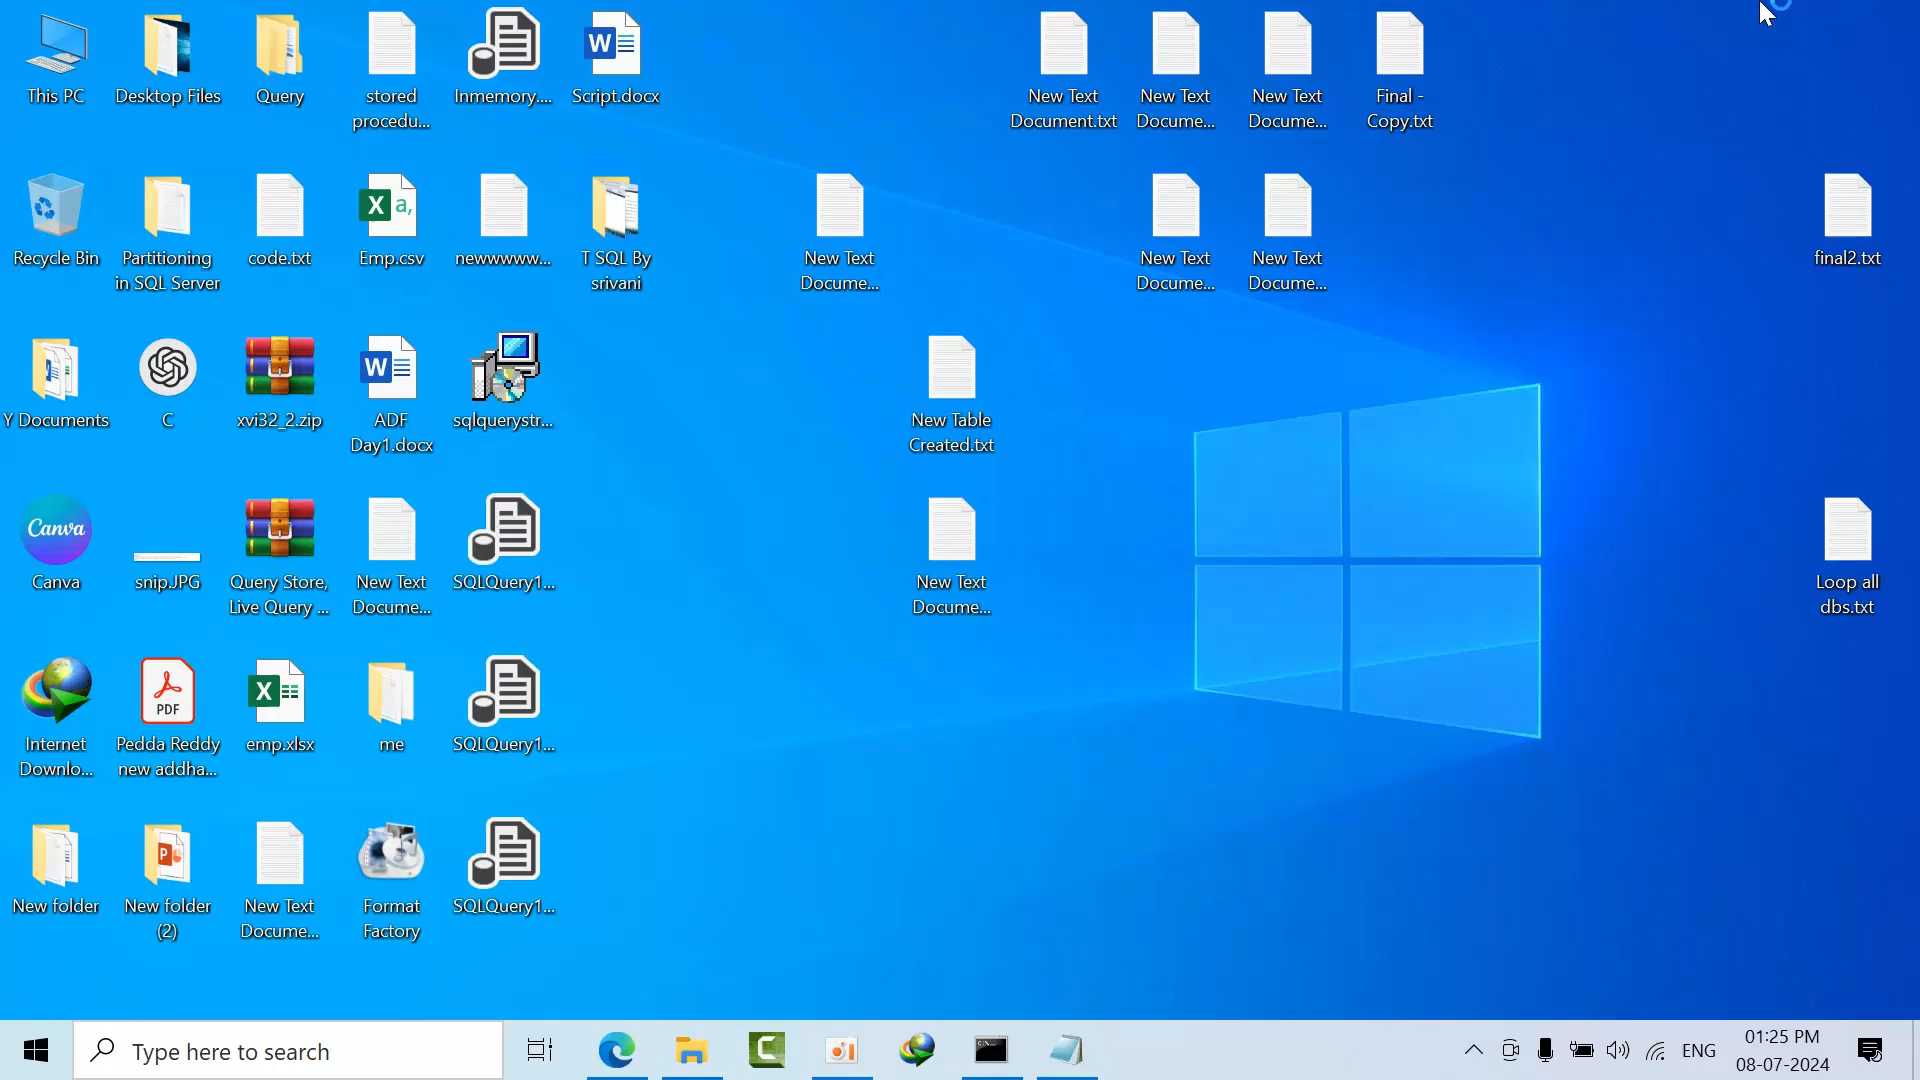 This PC
Desktop Files
Query
stored
procedu...
Inmemory....
W
Script.docx
New Text
Document.txt
New Text
Docume...
New Text
Docume...
Final -
Copy.txt
Recycle Bin
Partitioning
in SQL Server
code.txt
X a,
Emp.csv
newwwww...
T SQL By
srivani
New Text
Docume...
New Text
Docume...
New Text
Docume...
final2.txt
Y Documents
C
xvi32_2.zip
W
ADF
Day1.docx
sqlquerystr...
New Table
Created.txt
Canva
Canva
snip.JPG
Query Store,
Live Query ...
New Text
Docume...
SQLQuery1...
New Text
Docume...
Loop all
dbs.txt
Internet
Downlo...
PDF
Pedda Reddy
new addha...
X
emp.xlsx
me
SQLQuery1...
New folder
P
New folder
(2)
New Text
Docume...
Format
Factory
SQLQuery1...
Type here to search
C
C:\
ENG
01:25 PM
08-07-2024